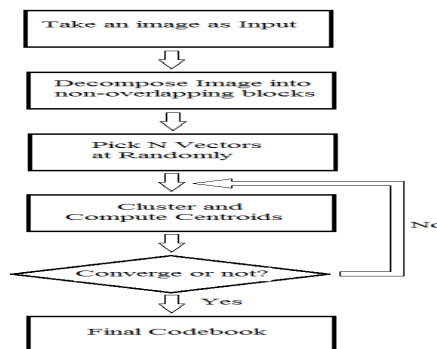 Take an image as Input
Decompose Image into
non-overlapping blocks
Pick N Vectors
at Randomly
Cluster and
Compute Centroids
No
Converge or not?
Yes
Final Codebook